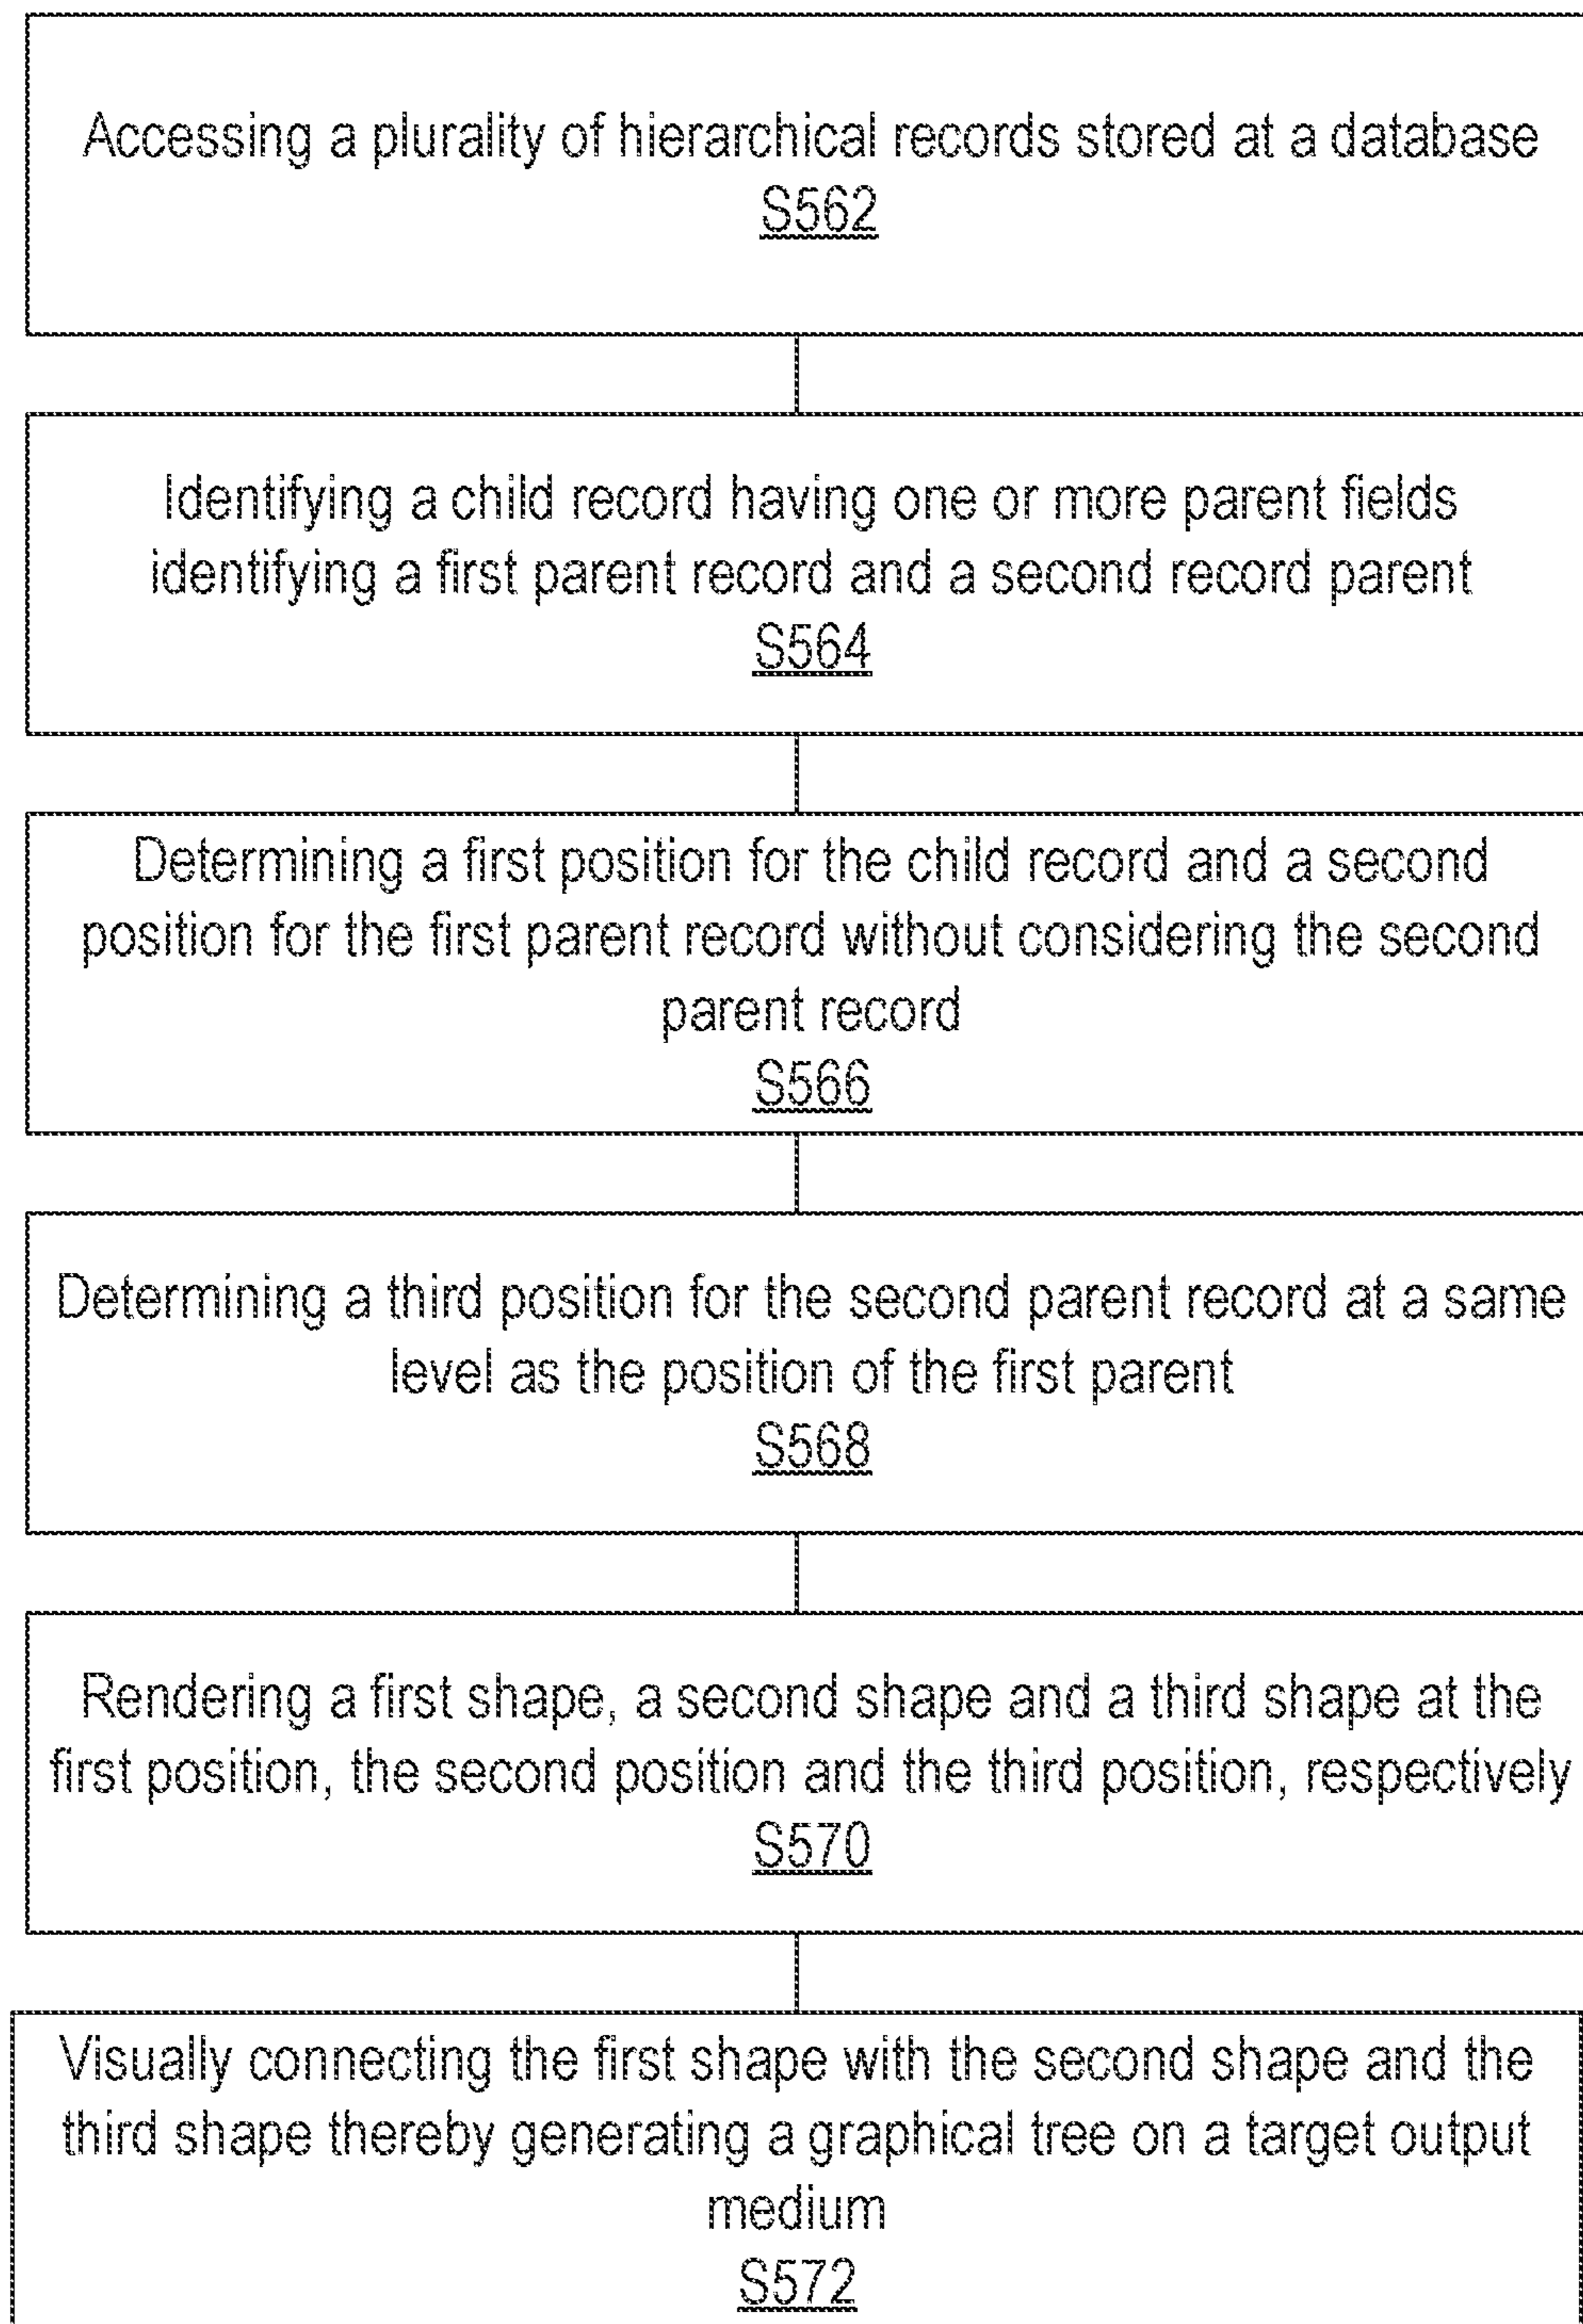 Accessing a plurality of hierarchical records stored at a database
S562
Identifying a child record having one or more parent fields
identifying a first parent record and a second record parent
S564
Determining a first position for the child record and a second
position for the first parent record without considering the second
parent record
S566
Determining a third position for the second parent record at a same
level as the position of the first parent
S568
Rendering a first shape, a second shape and a third shape at the
first position, the second position and the third position, respectively
S570
Visually connecting the first shape with the second shape and the
third shape thereby generating a graphical tree on a target output
medium
S572